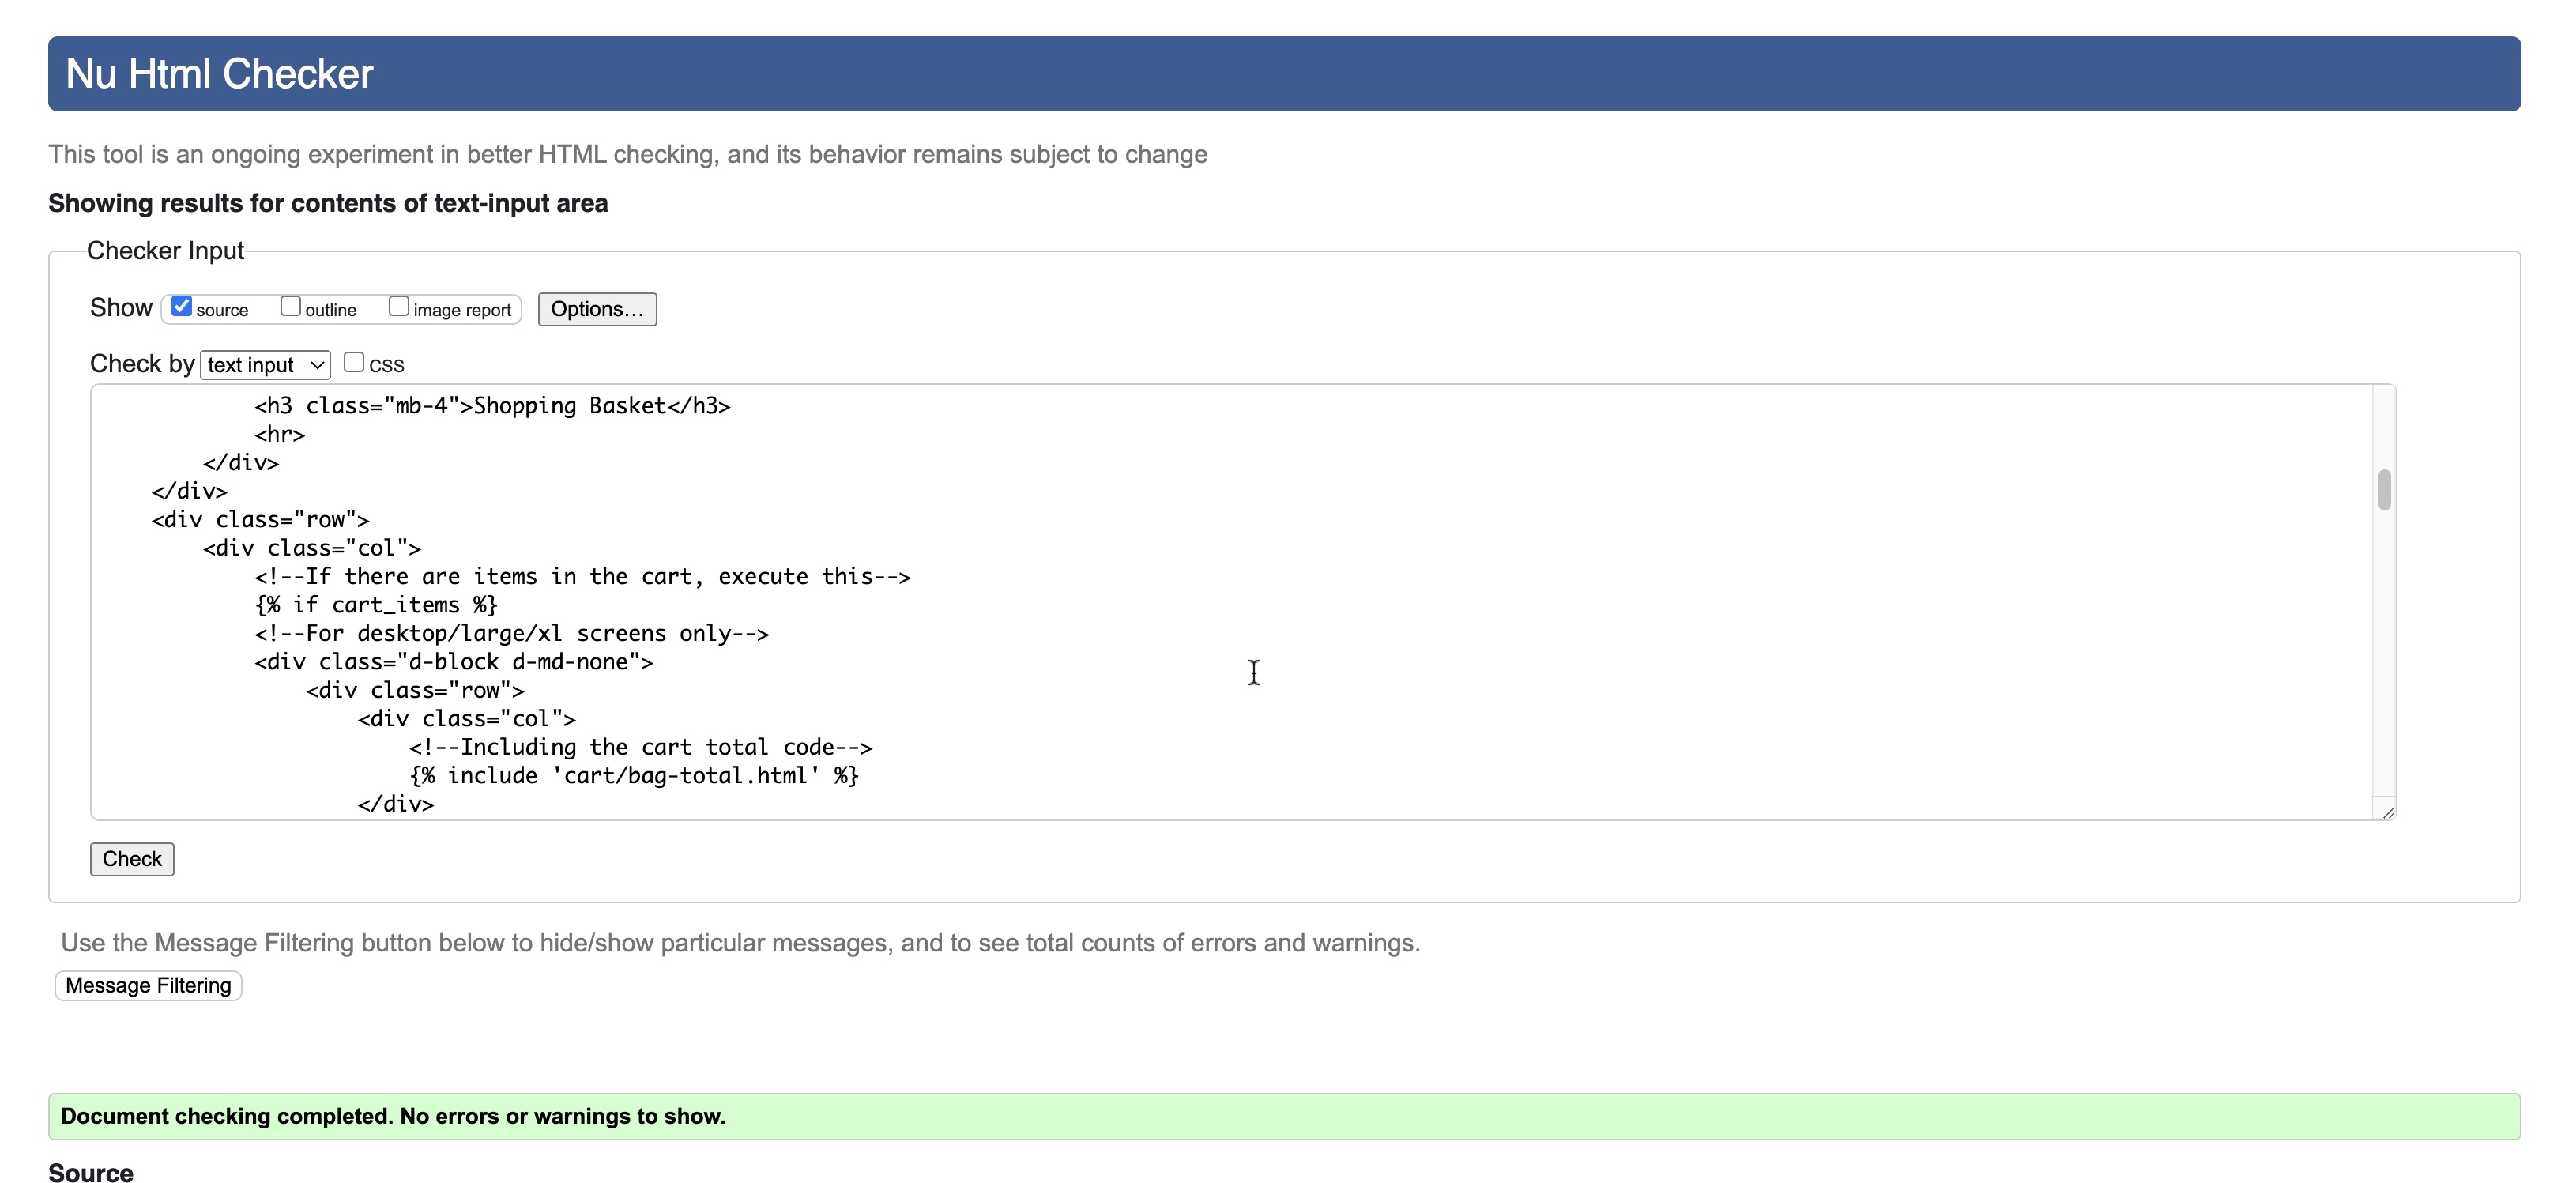 Nu Html Checker
This tool is an ongoing experiment in better HTML checking, and its behavior remains subject to change
Showing results for contents of text-input area
Checker Input
Show source outline image report Options...
Check by text input css
<h3 class="mb-4">Shopping Basket</h3>
<hr>
</div>
</div>
<div class="row">
<div class="col">
<!--If there are items in the cart, execute this-->
{% if cart_items %}
<!--For desktop/large/xl screens only-->
<div class="d-block d-md-none">
<div class="row">
<div class="col">
<!--Including the cart total code-->
{% include 'cart/bag-total.html' %}
</div>
Check
Use the Message Filtering button below to hide/show particular messages, and to see total counts of errors and warnings.
Message Filtering
Document checking completed. No errors or warnings to show.
Source